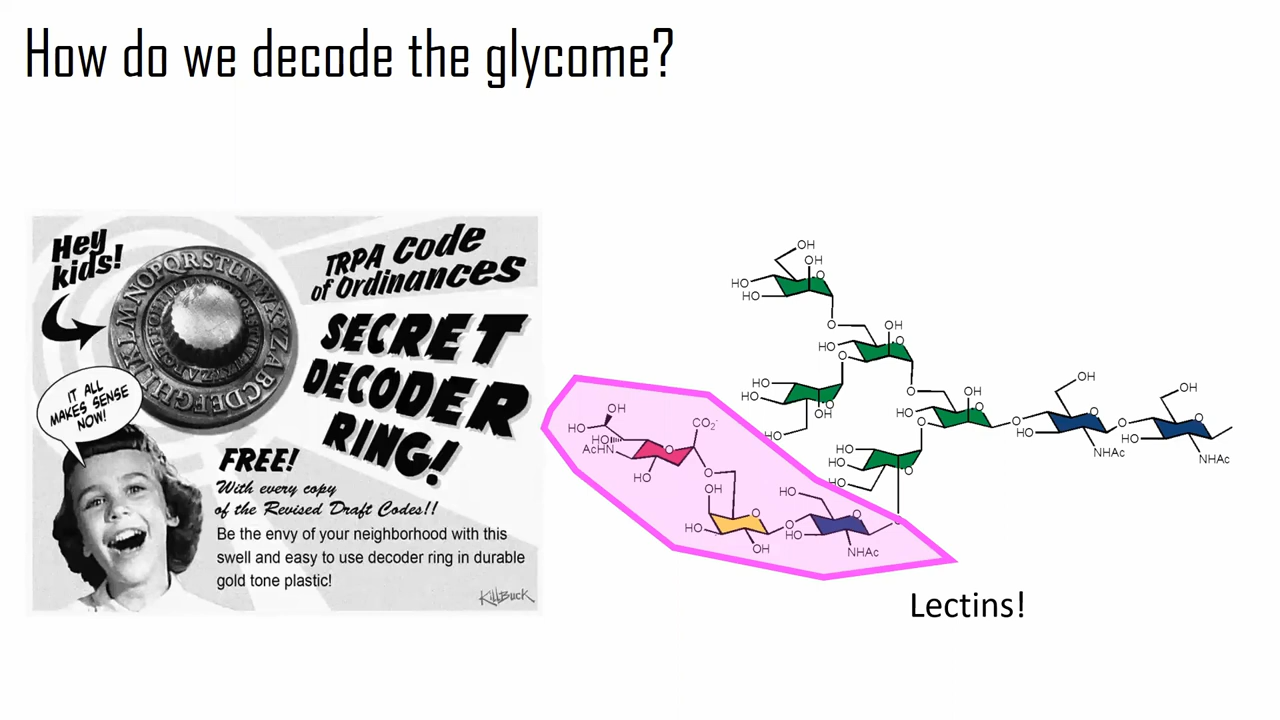 How do we decode the glycome?
Hey
kids!
TRPA Code
of Ordinances
SECRET
DECODER
RING!
IT ALL
MAKES SENSE
NOW!
FREE!
With every copy
of the Revised Draft Codes!!
Be the envy of your neighborhood with this
swell and easy to use decoder ring in durable
gold tone plastic!
KillBuck
OH
OH
HO
HO
O
O
OH
HO
O
O
HO
HO
OH
HO
O
OH
HO
O
O
O
OH
HO
O
NHAc
O
OH
HO
O
NHAc
HO
HO
HO
O
OH
HO
HO
AcHN
HO
O
CO2-
O
OH
HO
O
OH
O
HO
HO
O
NHAc
Lectins!